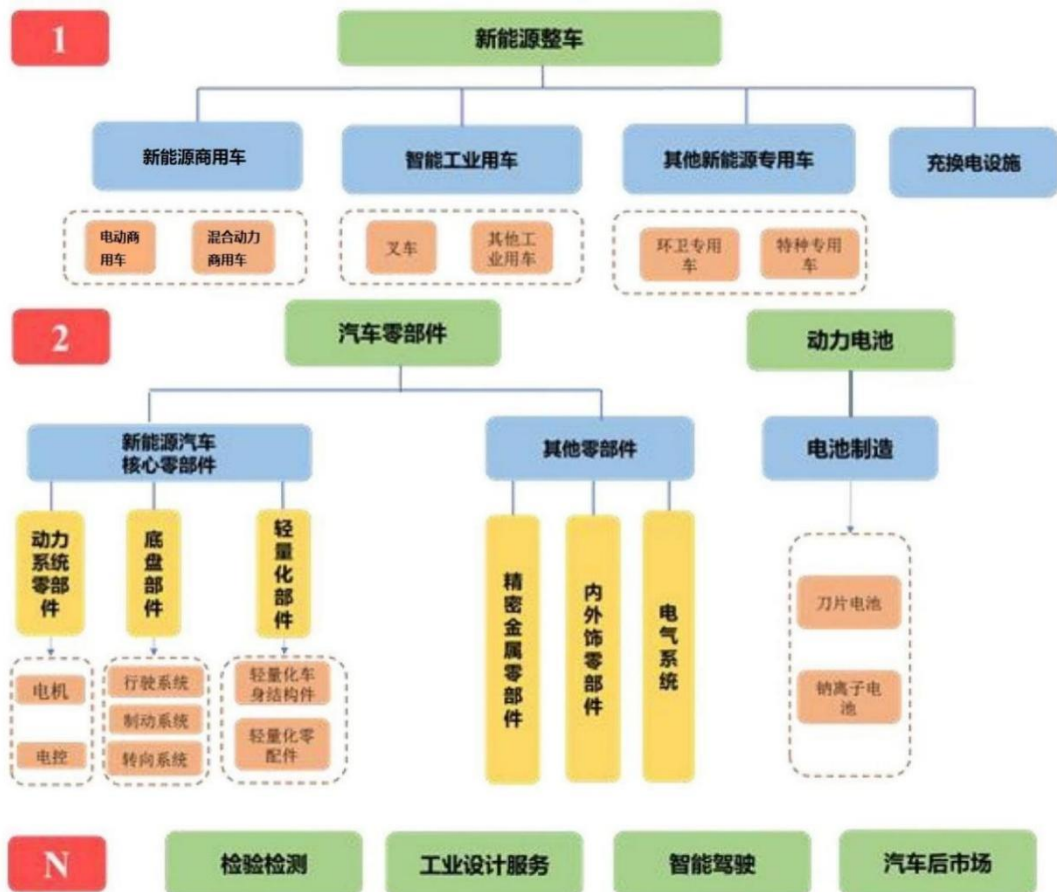 1
新能源整车
新能源商用车
智能工业用车
其他新能源专用车
充换电设施
电动商
用车
混合动力
商用车
叉车
其他工
业用车
环卫专用
车
特种专用
车
2
汽车零部件
动力电池
新能源汽车
核心零部件
其他零部件
电池制造
动力
系统
零部
件
底
盘
部
件
轻
量
化
部
件
精
密
金
属
零
部
件
内
外
饰
零
部
件
电
气
系
统
电机
电控
行驶系统
制动系统
转向系统
轻量化车
身结构件
轻量化零
配件
刀片电池
钠离子电
池
N
检验检测
工业设计服务
智能驾驶
汽车后市场